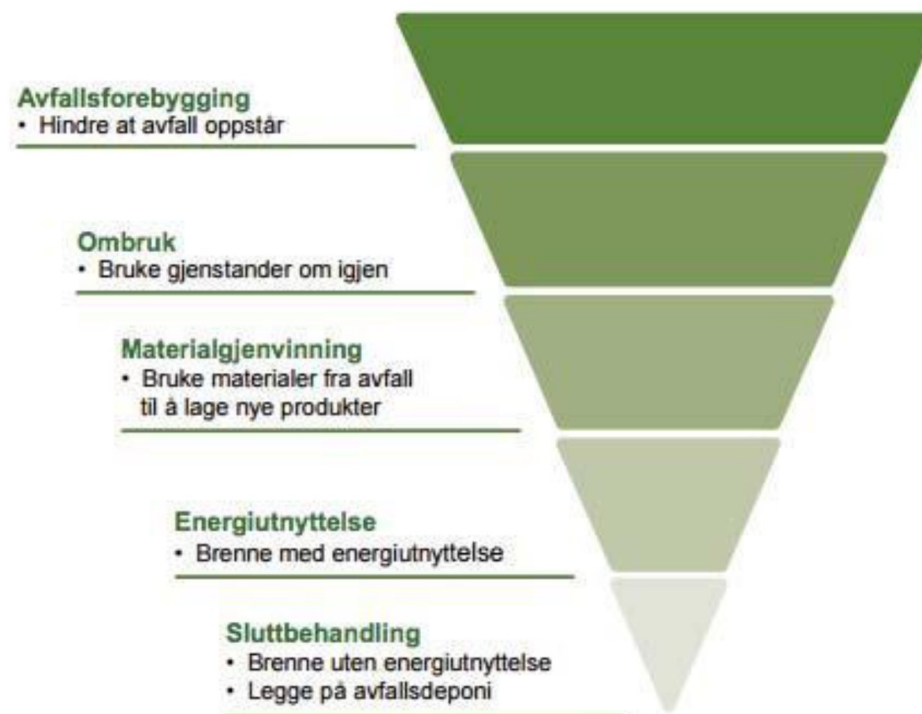 Avfallsforebygging
• Hindre at avfall oppstår
Ombruk
• Bruke gjenstander om igjen
Materialgjenvinning
• Bruke materialer fra avfall
til å lage nye produkter
Energiutnyttelse
• Brenne med energiutnyttelse
Sluttbehandling
• Brenne uten energiutnyttelse
• Legge på avfallsdeponi